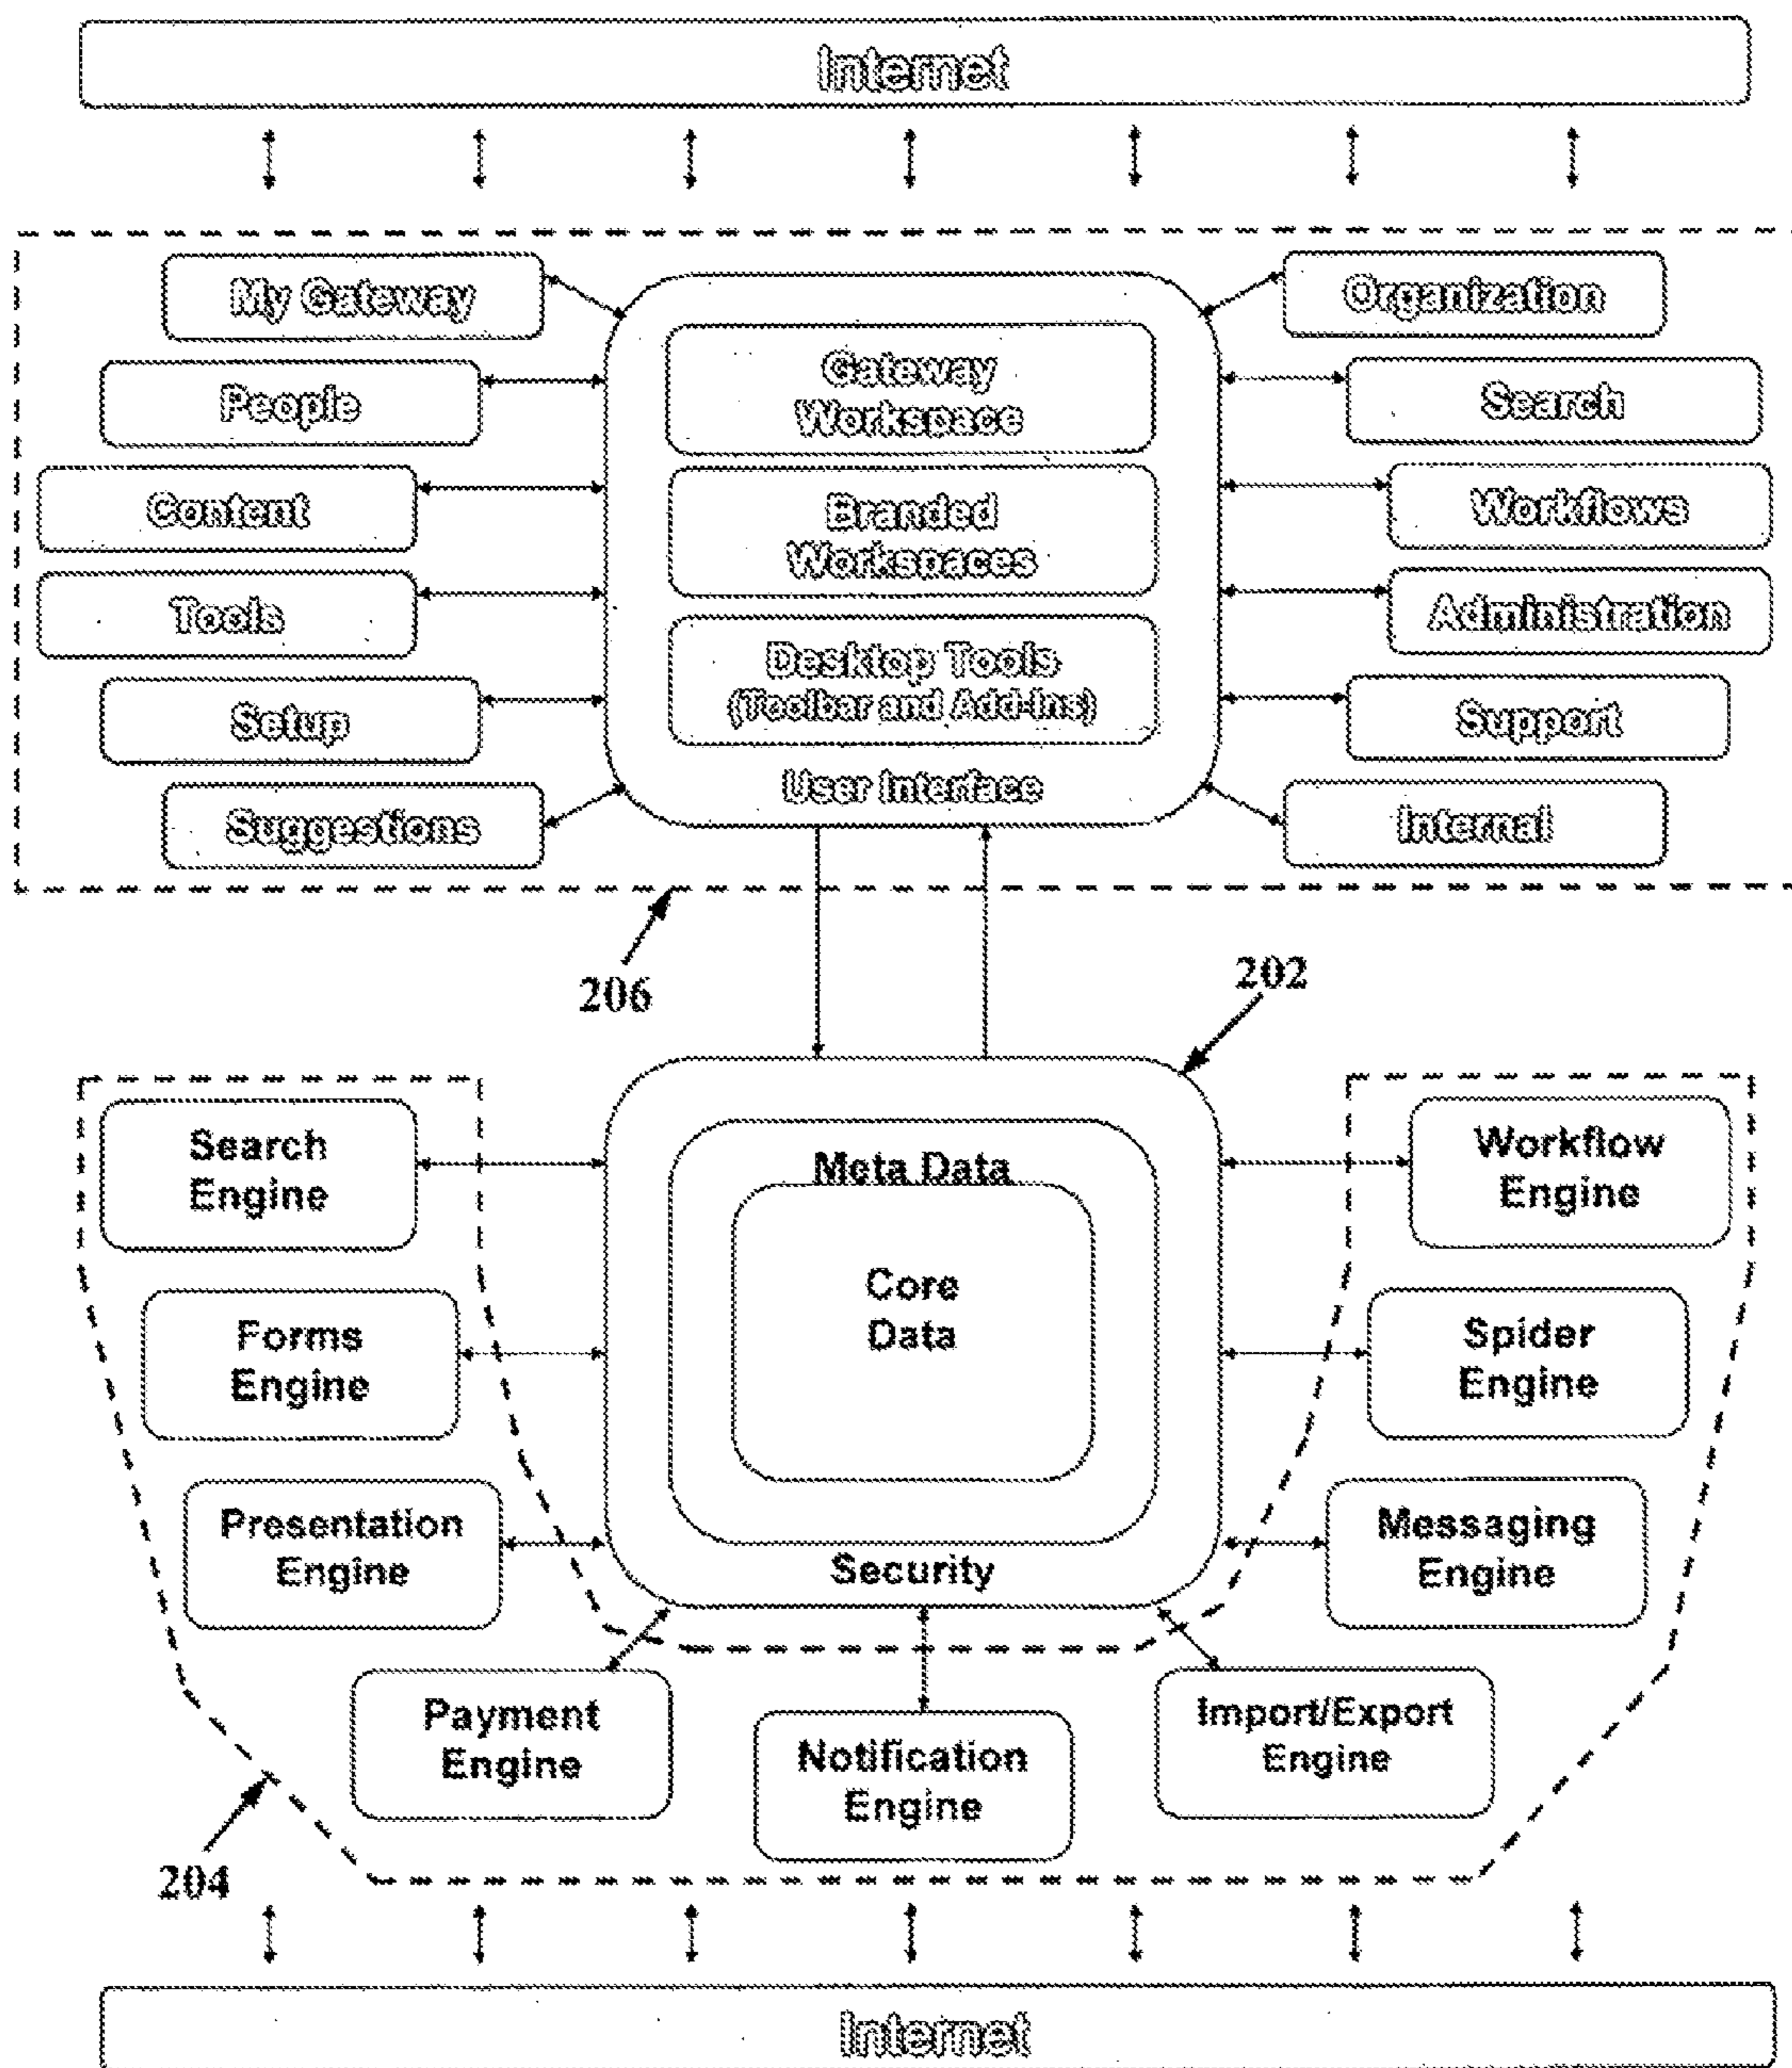 Internet
My Gateway
People
Content
Tools
Setup
Suggestions
Gateway
Workspace
Branded
Workspaces
Desktop Tools
(Toolbar and Add-Ins)
User Interface
Organization
Search
Workflows
Administration
Support
Internal
206
202
Search
Engine
Forms
Engine
Presentation
Engine
Meta Data
Core
Data
Security
Workflow
Engine
Spider
Engine
Messaging
Engine
Payment
Engine
Notification
Engine
Import/Export
Engine
204
Internet